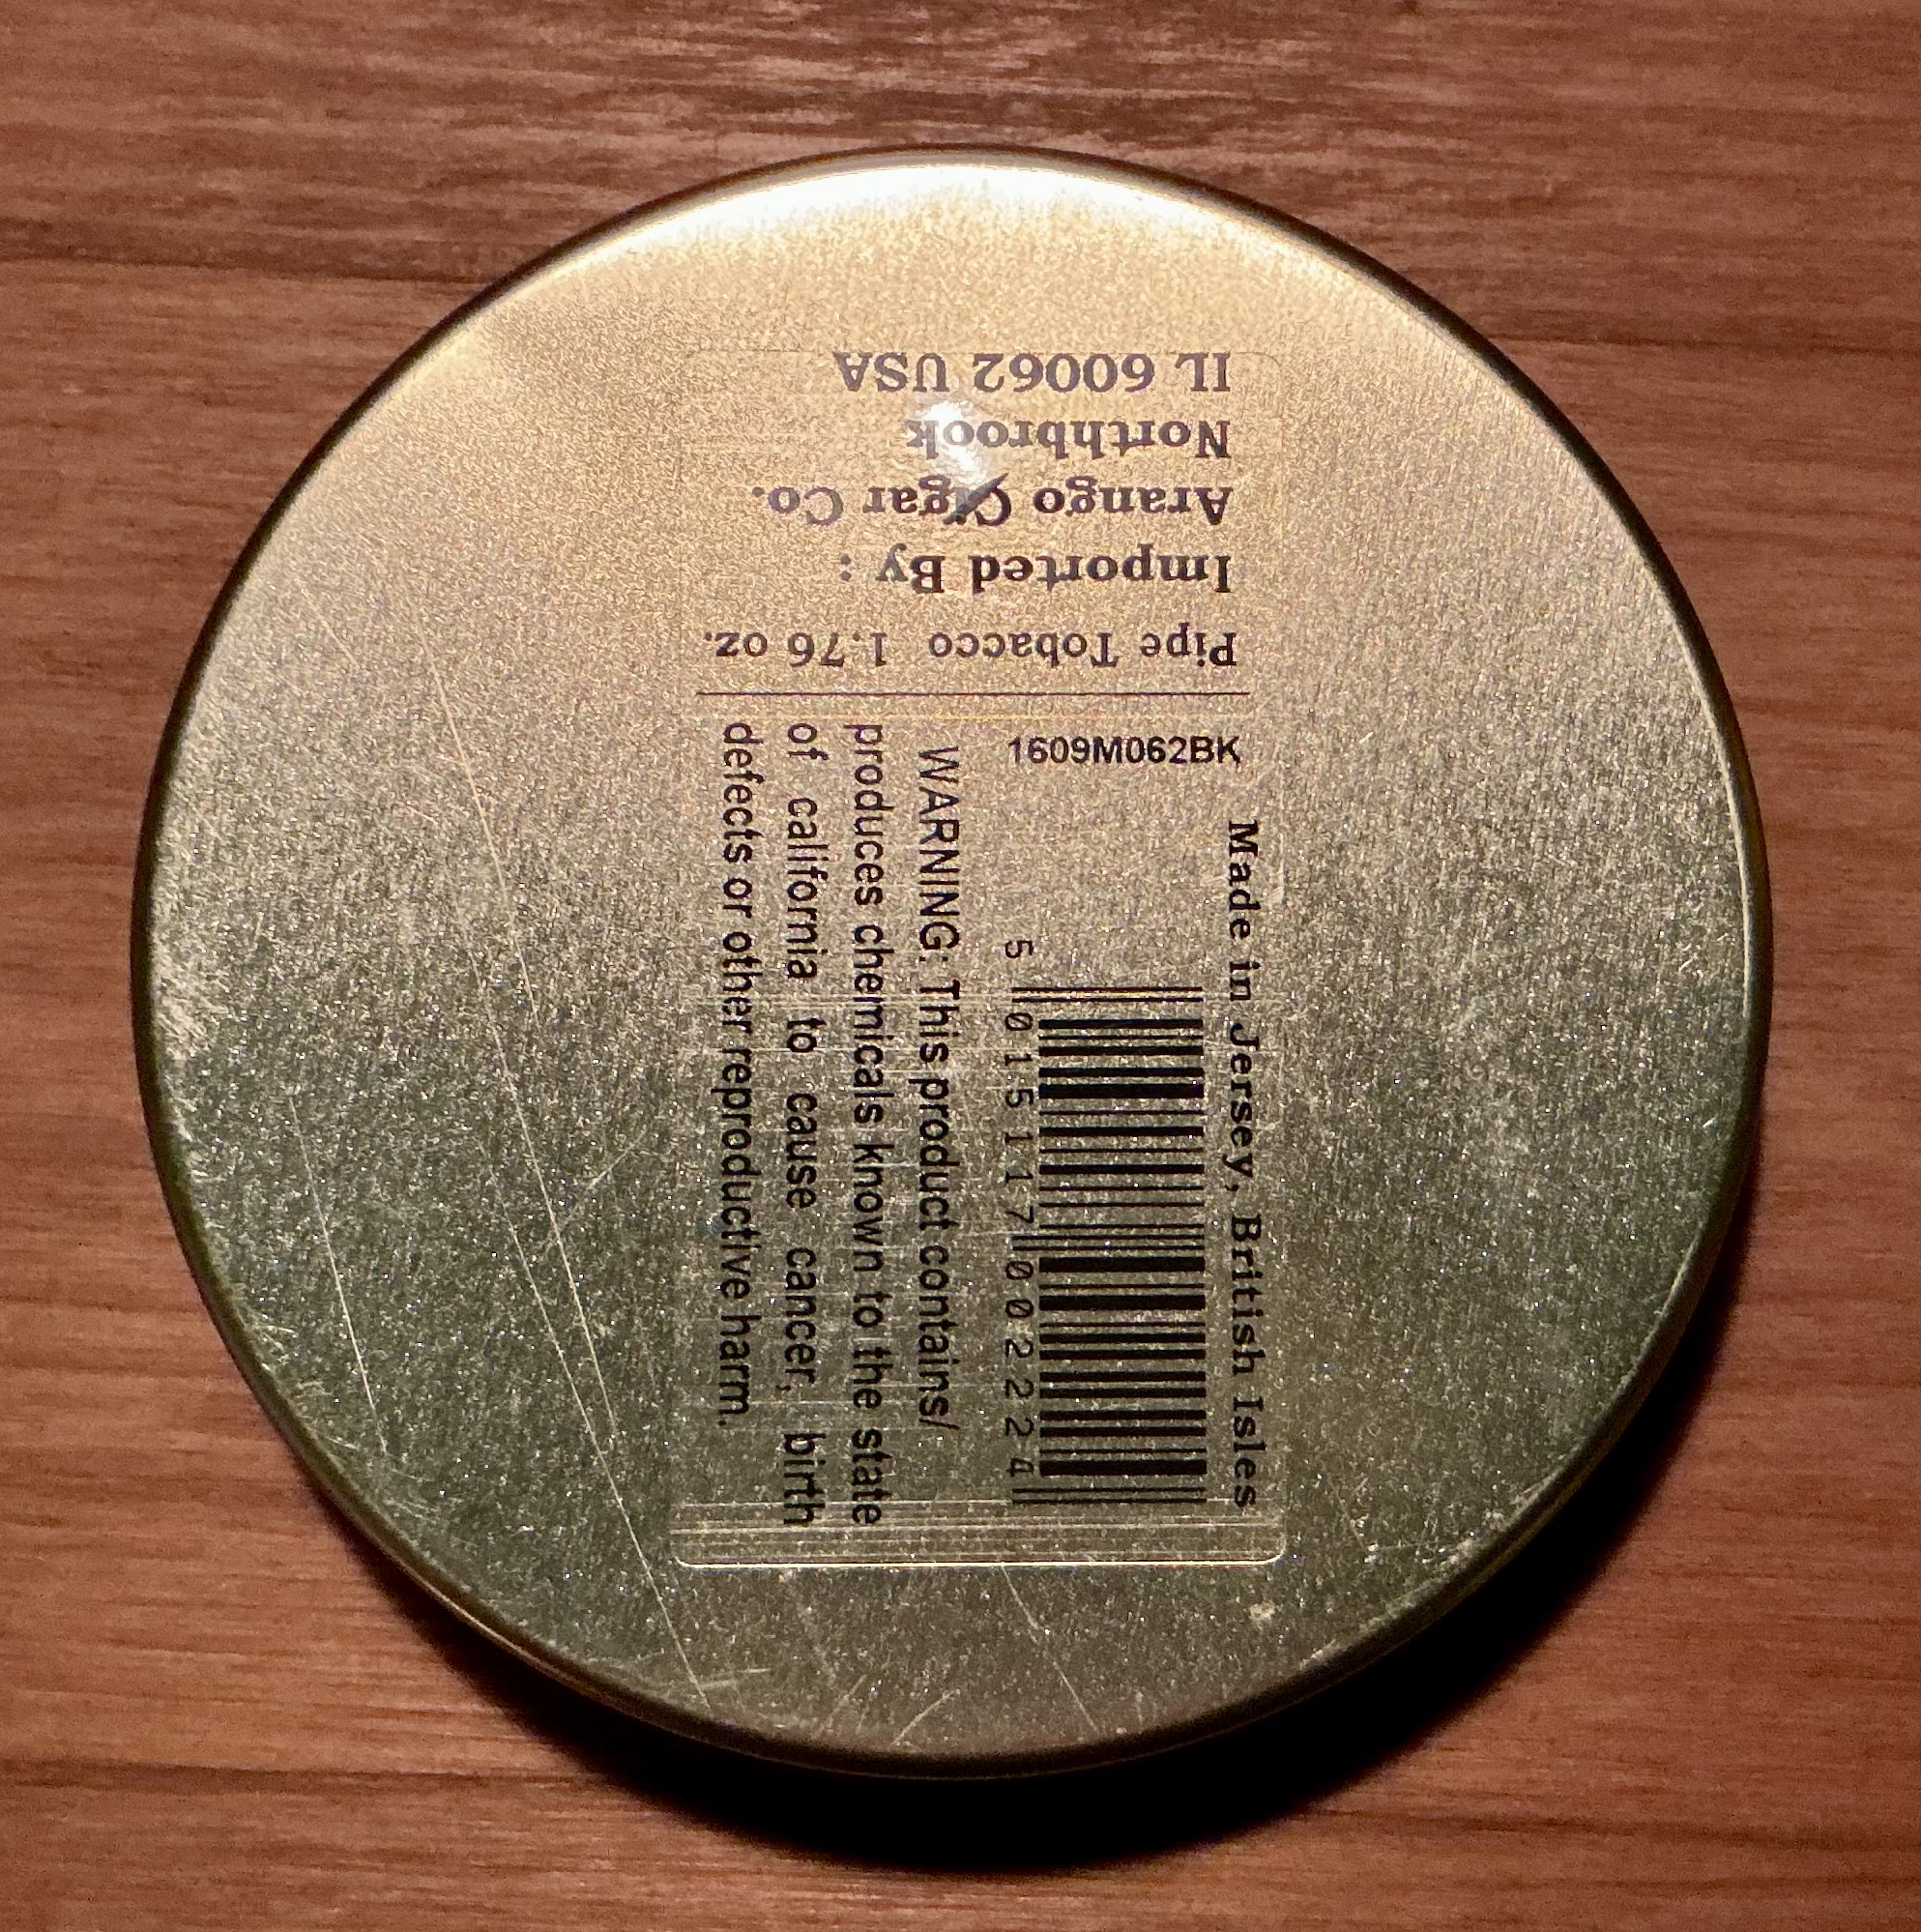 Pipe Tobacco 1.76 oz.
Imported By :
Arango Cigar Co.
Northbrook
IL 60062 USA
1609M062BK
Made in Jersey, British Isles
5 015117 002224
WARNING: This product contains/
produces chemicals known to the state
of california to cause cancer, birth
defects or other reproductive harm.